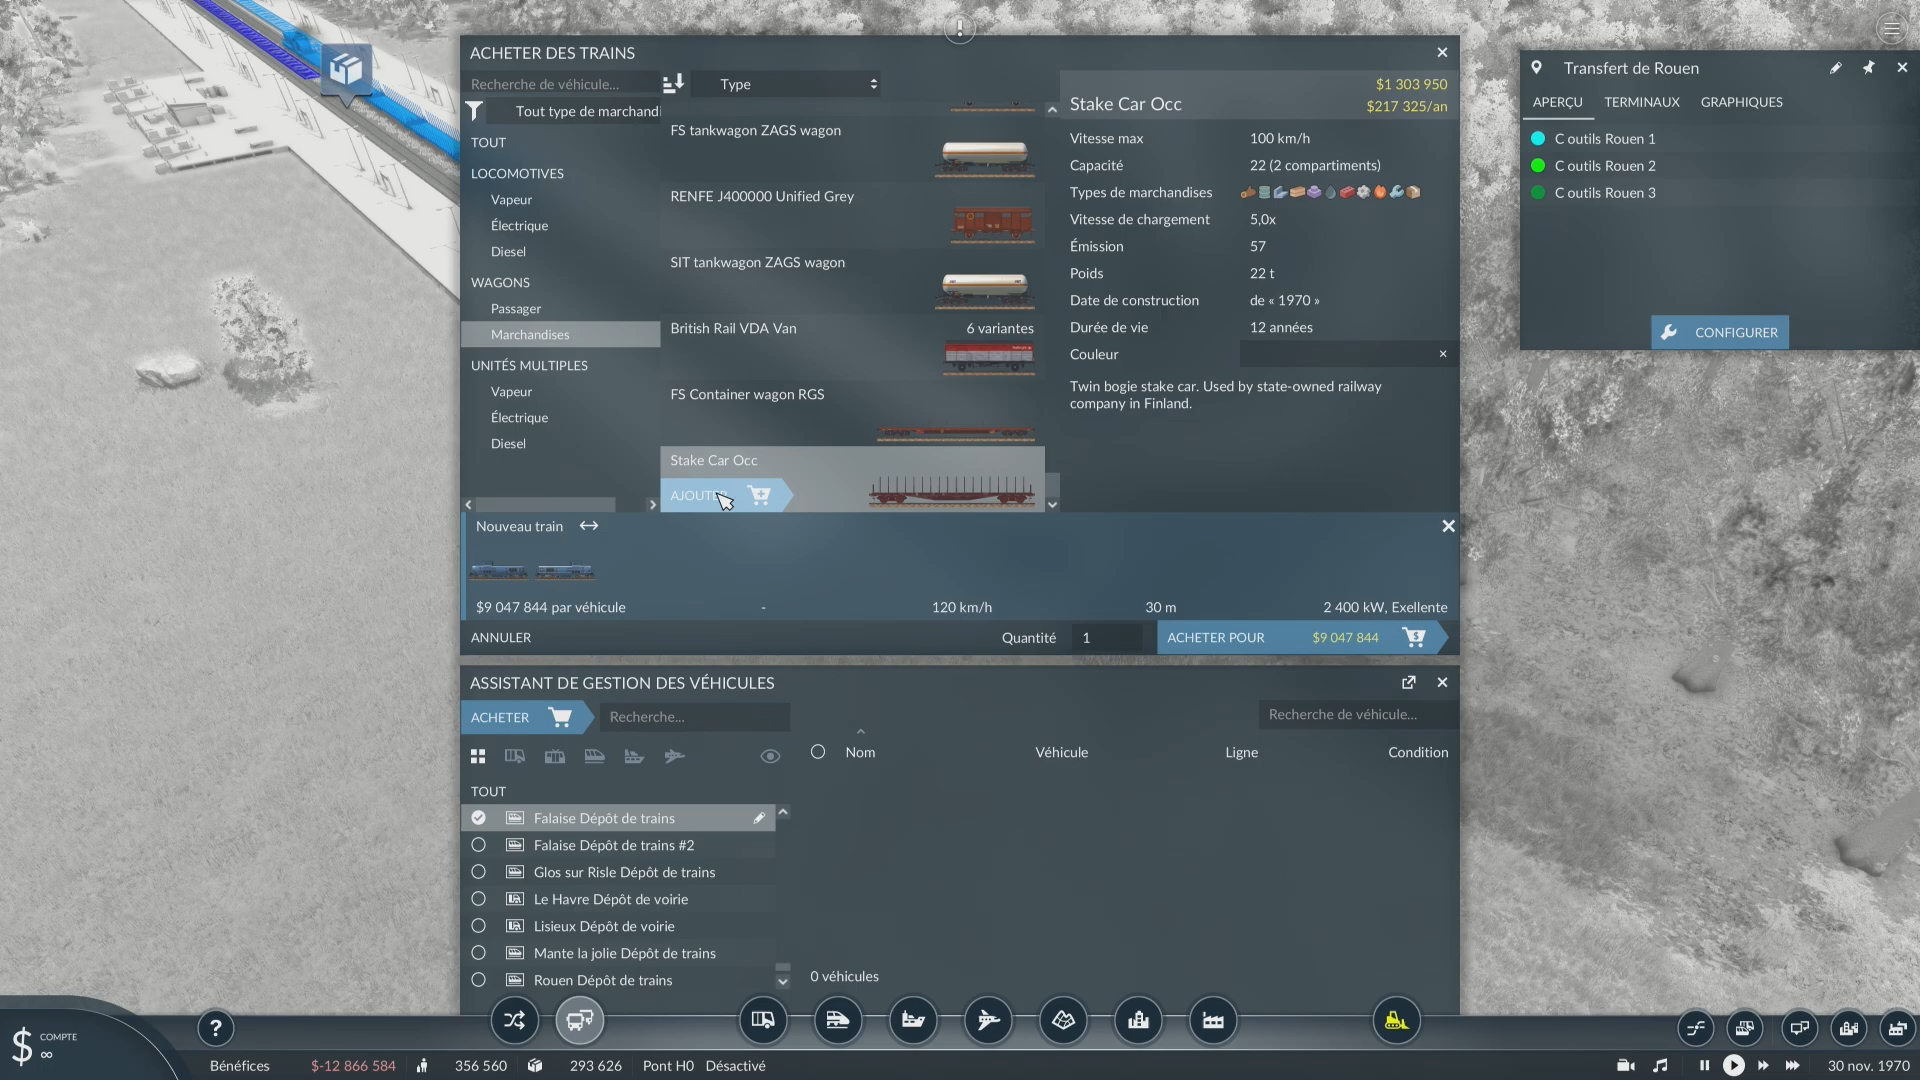 ACHETER DES TRAINS
Recherche de véhicule...
Type
Tout type de marchandi
TOUT
LOCOMOTIVES
Vapeur
Électrique
Diesel
WAGONS
Passager
Marchandises
UNITÉS MULTIPLES
Vapeur
Électrique
Diesel
FS tankwagon ZAGS wagon
RENFE J400000 Unified Grey
SIT tankwagon ZAGS wagon
British Rail VDA Van
6 variantes
FS Container wagon RGS
Stake Car Occ
AJOUTER
Stake Car Occ
$1 303 950
$217 325/an
Vitesse max 100 km/h
Capacité 22 (2 compartiments)
Types de marchandises
Vitesse de chargement 5,0x
Émission 57
Poids 22 t
Date de construction de « 1970 »
Durée de vie 12 années
Couleur
Twin bogie stake car. Used by state-owned railway
company in Finland.
Nouveau train
$9 047 844 par véhicule - 120 km/h 30 m 2 400 kW, Exellente
ANNULER
Quantité 1
ACHETER POUR $9 047 844
ASSISTANT DE GESTION DES VÉHICULES
ACHETER
Recherche...
Recherche de véhicule...
Nom Véhicule Ligne Condition
TOUT
Falaise Dépôt de trains
Falaise Dépôt de trains #2
Glos sur Risle Dépôt de trains
Le Havre Dépôt de voirie
Lisieux Dépôt de voirie
Mante la jolie Dépôt de trains
Rouen Dépôt de trains
0 véhicules
Transfert de Rouen
APERÇU TERMINAUX GRAPHIQUES
C outils Rouen 1
C outils Rouen 2
C outils Rouen 3
CONFIGURER
$ COMPTE
∞
?
Bénéfices $-12 866 584 356 560 293 626 Pont H0 Désactivé
30 nov. 1970